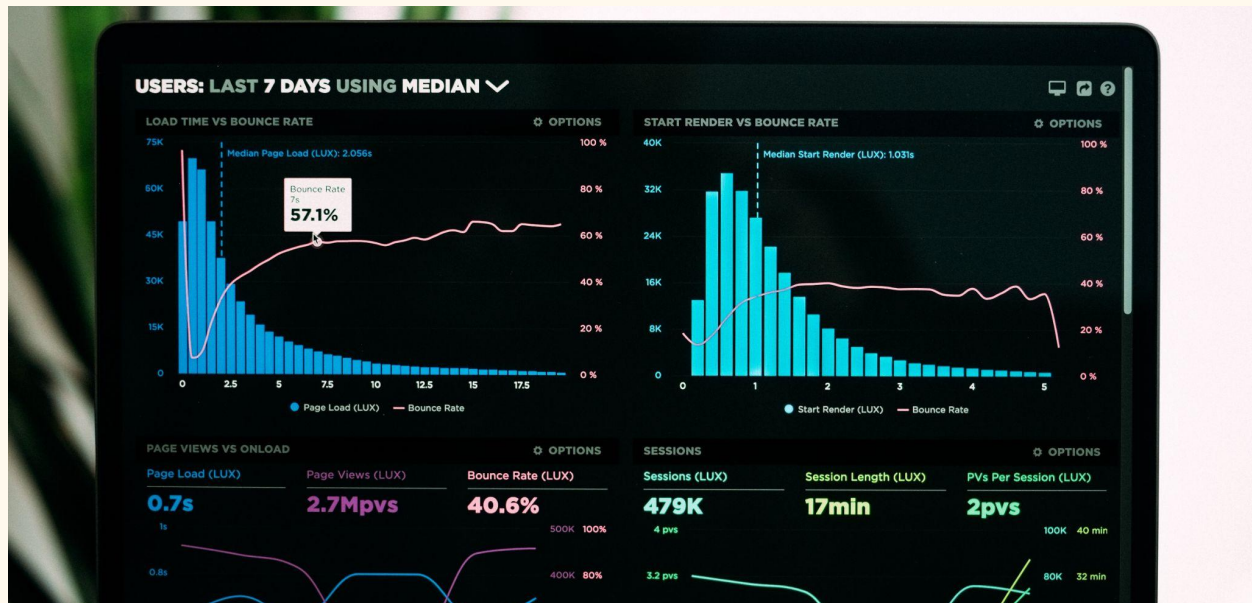 USERS: LAST 7 DAYS USING MEDIAN
LOAD TIME VS BOUNCE RATE
OPTIONS
75K
60K
45K
30K
15K
0
Median Page Load (LUX): 2.056s
Bounce Rate
7s
57.1%
100 %
80 %
60 %
40 %
20 %
0 %
0 2.5 5 7.5 10 12.5 15 17.5
Page Load (LUX) Bounce Rate
START RENDER VS BOUNCE RATE
OPTIONS
40K
32K
24K
16K
8K
0
Median Start Render (LUX): 1.031s
100 %
80 %
60 %
40 %
20 %
0 %
0 1 2 3 4 5
Start Render (LUX) Bounce Rate
PAGE VIEWS VS ONLOAD
OPTIONS
Page Load (LUX) Page Views (LUX) Bounce Rate (LUX)
0.7s 2.7Mpvs 40.6%
1s 500K 100%
0.8s 400K 80%
SESSIONS
OPTIONS
Sessions (LUX) Session Length (LUX) PVs Per Session (LUX)
479K 17min 2pvs
4 pvs 100K 40 min
3.2 pvs 80K 32 min